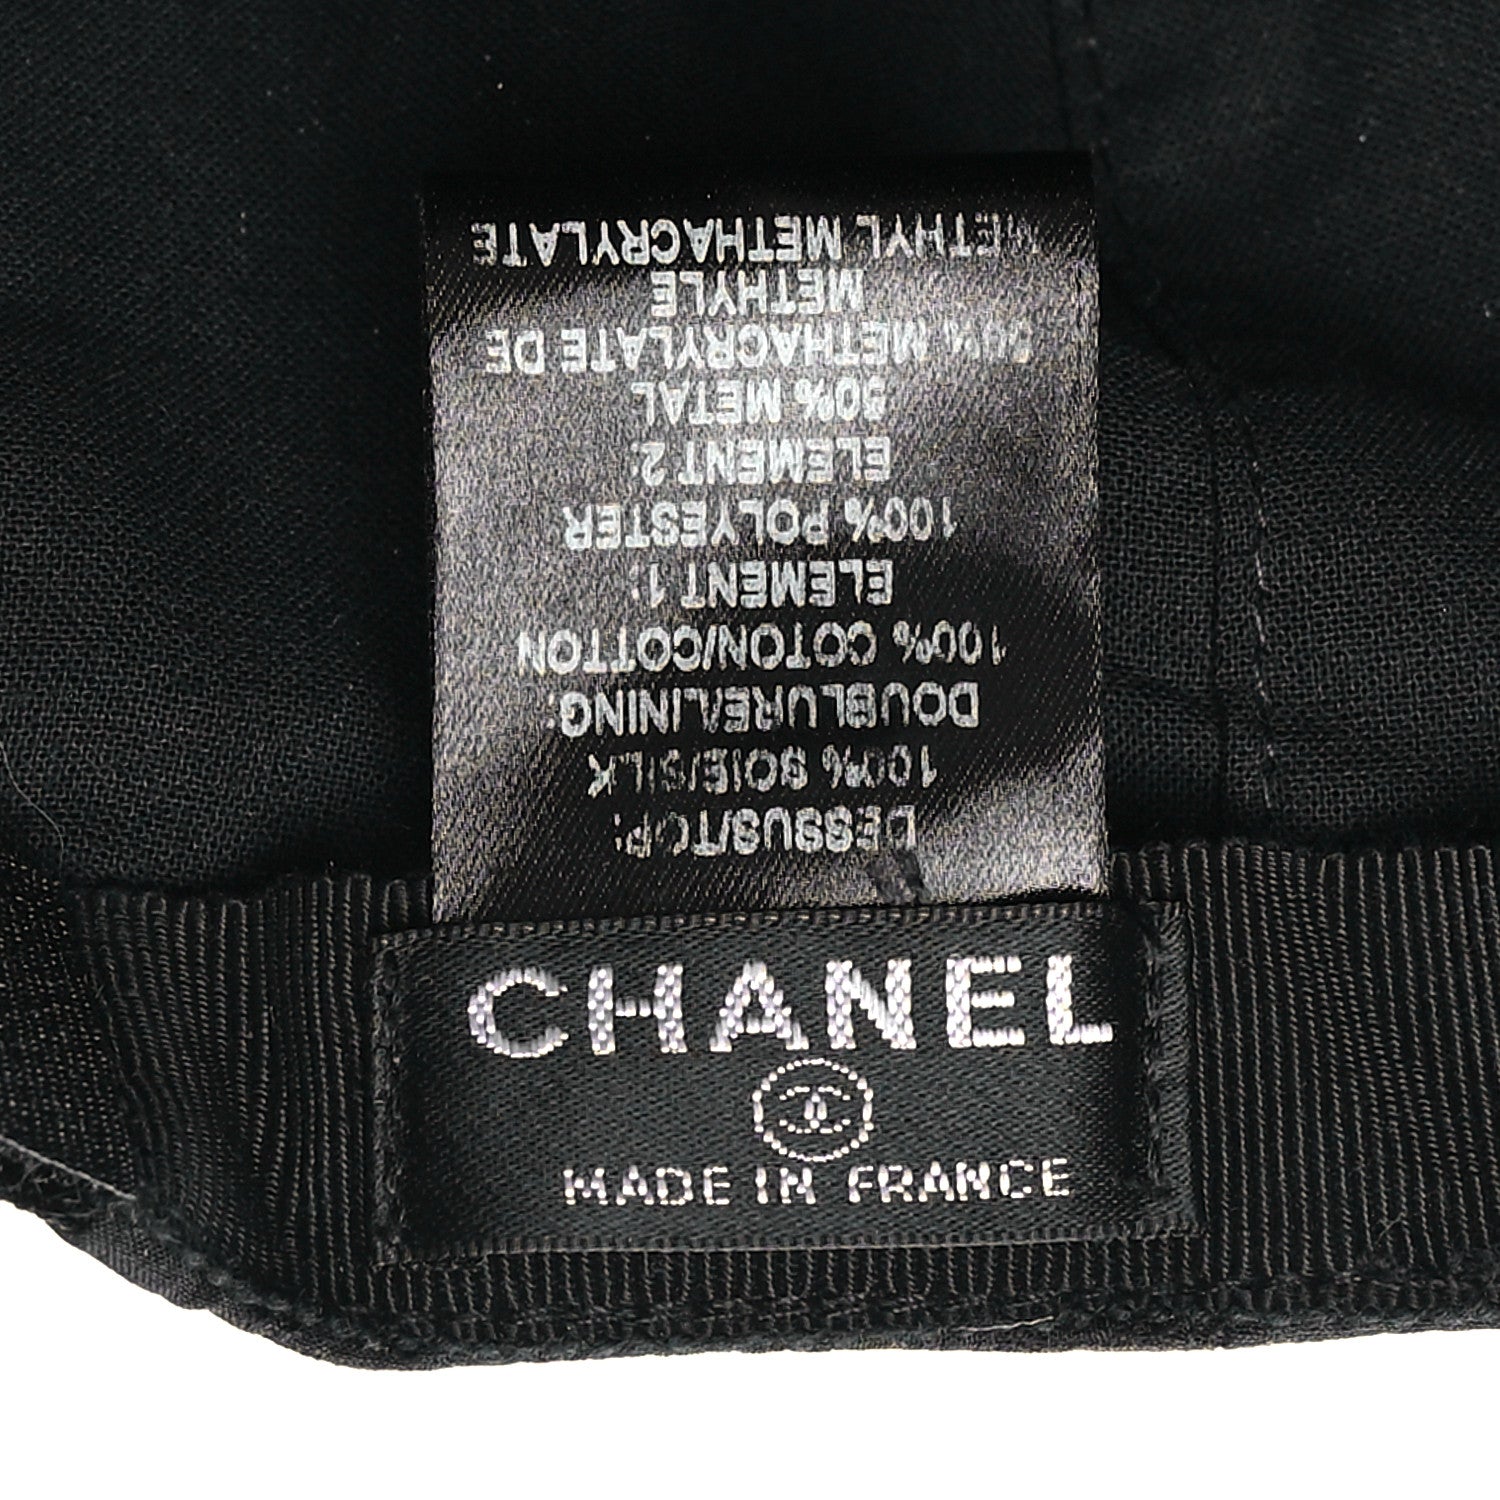 DESSUS/TOP:
100% SOIE/SILK
DOUBLURE/LINING:
100% COTON/COTTON
ELEMENT 1:
100% POLYESTER
ELEMENT 2:
50% METAL
METHACRYLATE DE
METHYLE
METHYL METHACRYLATE
CHANEL
MADE IN FRANCE